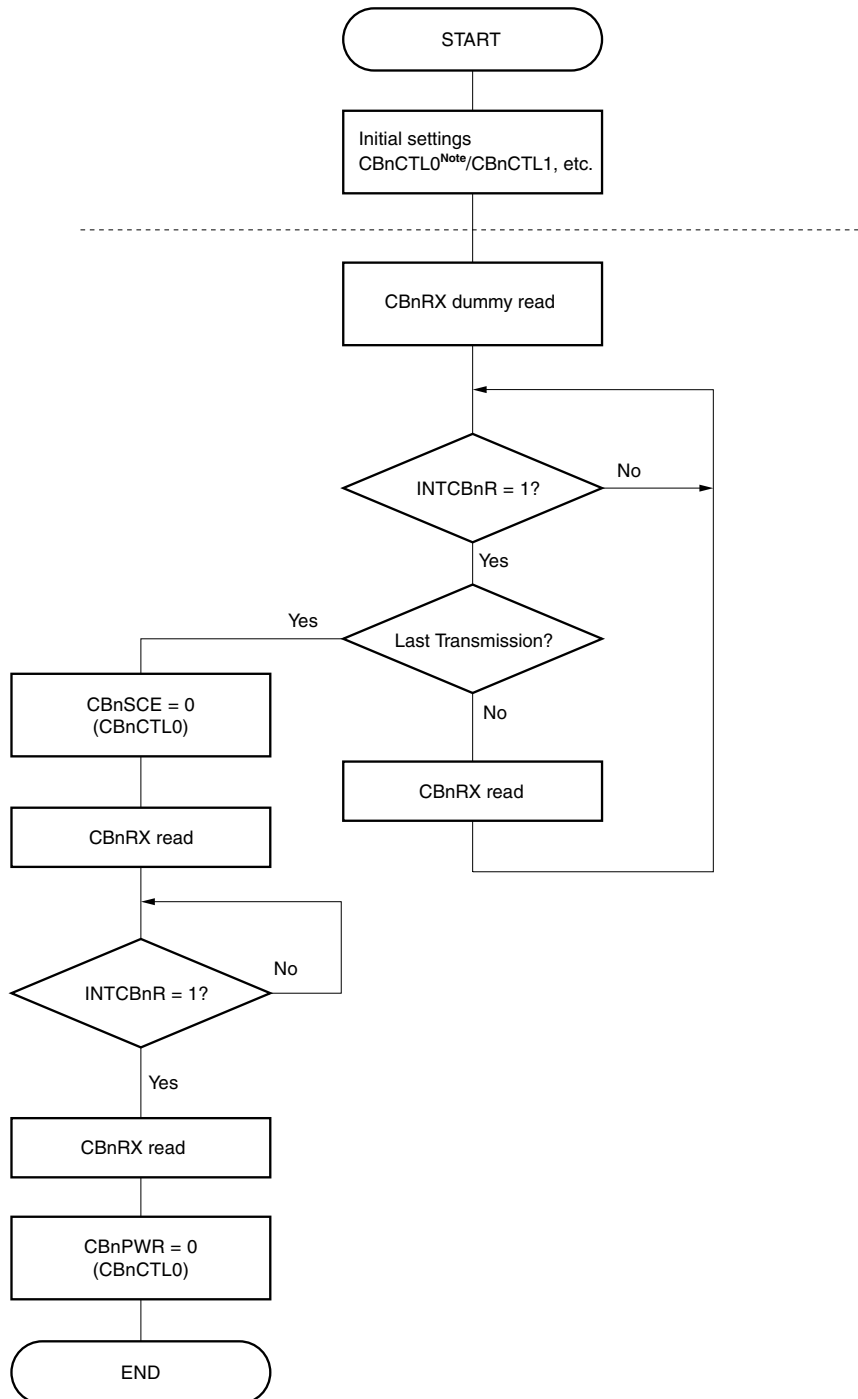 START
Initial settings
CBnCTL0Note/CBnCTL1, etc.
CBnRX dummy read
INTCBnR = 1?
No
Yes
Last Transmission?
Yes
No
CBnSCE = 0
(CBnCTL0)
CBnRX read
CBnRX read
INTCBnR = 1?
No
Yes
CBnRX read
CBnPWR = 0
(CBnCTL0)
END